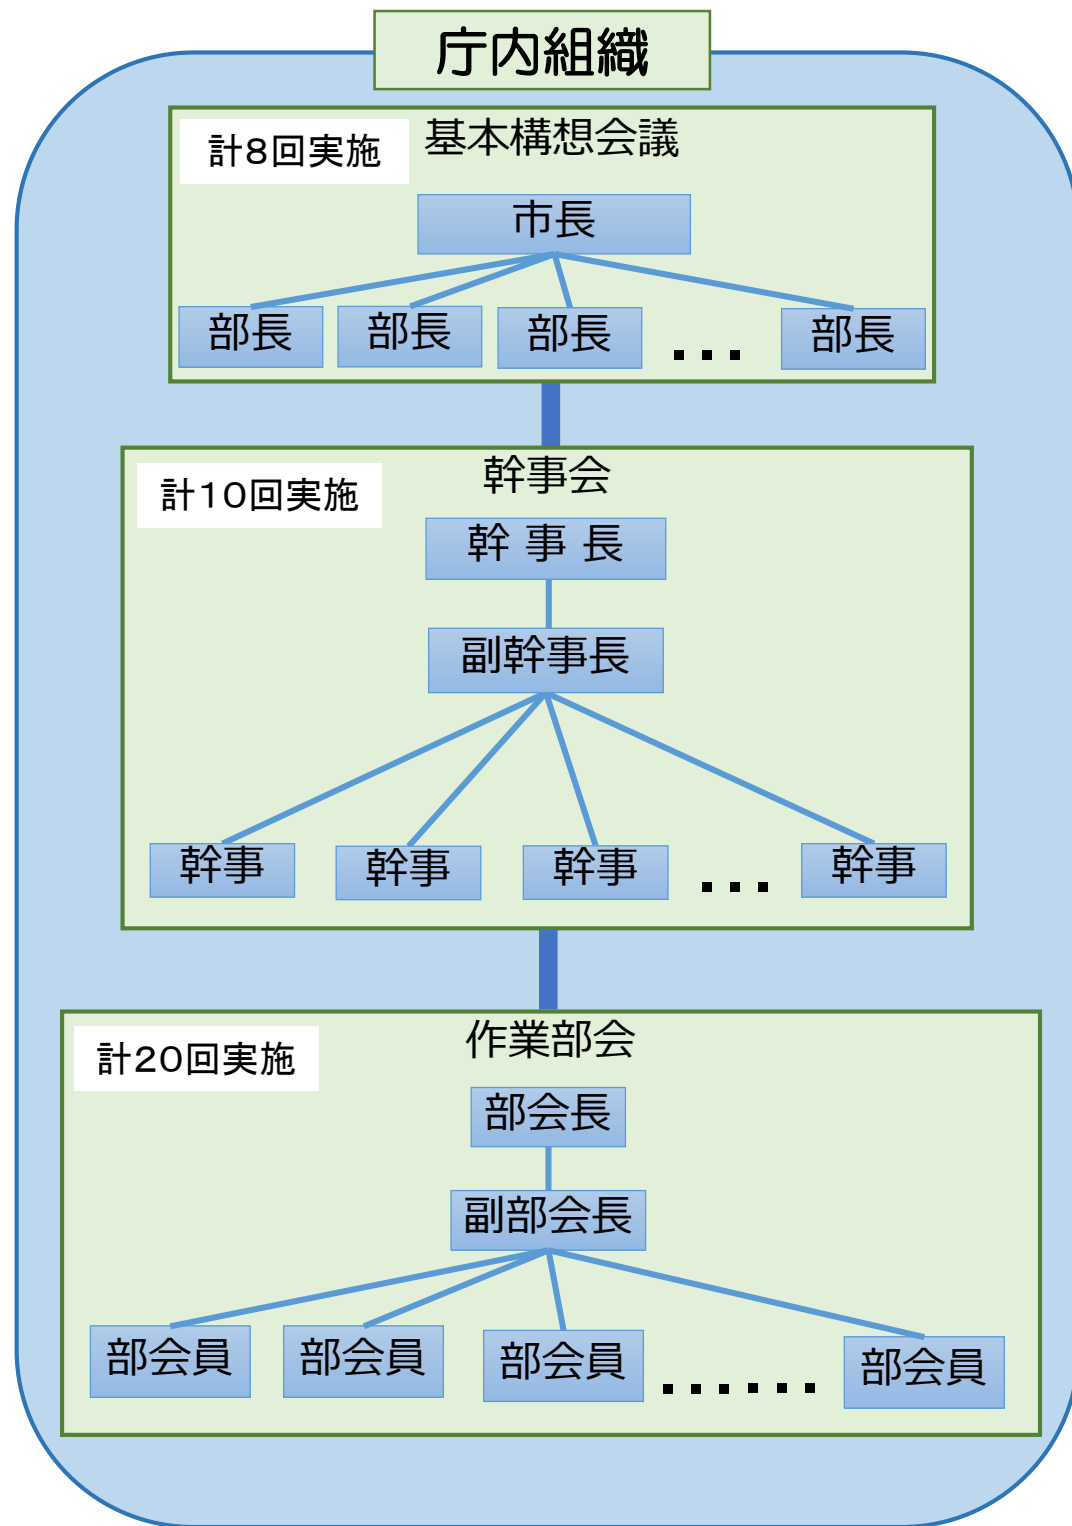 庁内組織
計8回実施
基本構想会議
市長
部長 部長 部長 ・・・ 部長
計10回実施
幹事会
幹 事 長
副幹事長
幹事 幹事 幹事 ・・・ 幹事
計20回実施
作業部会
部会長
副部会長
部会員 部会員 部会員 ・・・・・・ 部会員